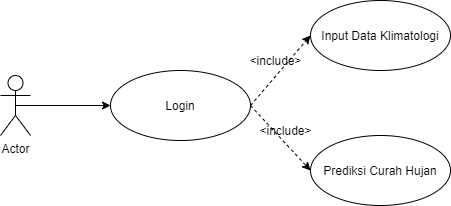 Input Data Klimatologi
<include>
Login
<include>
Actor
Prediksi Curah Hujan